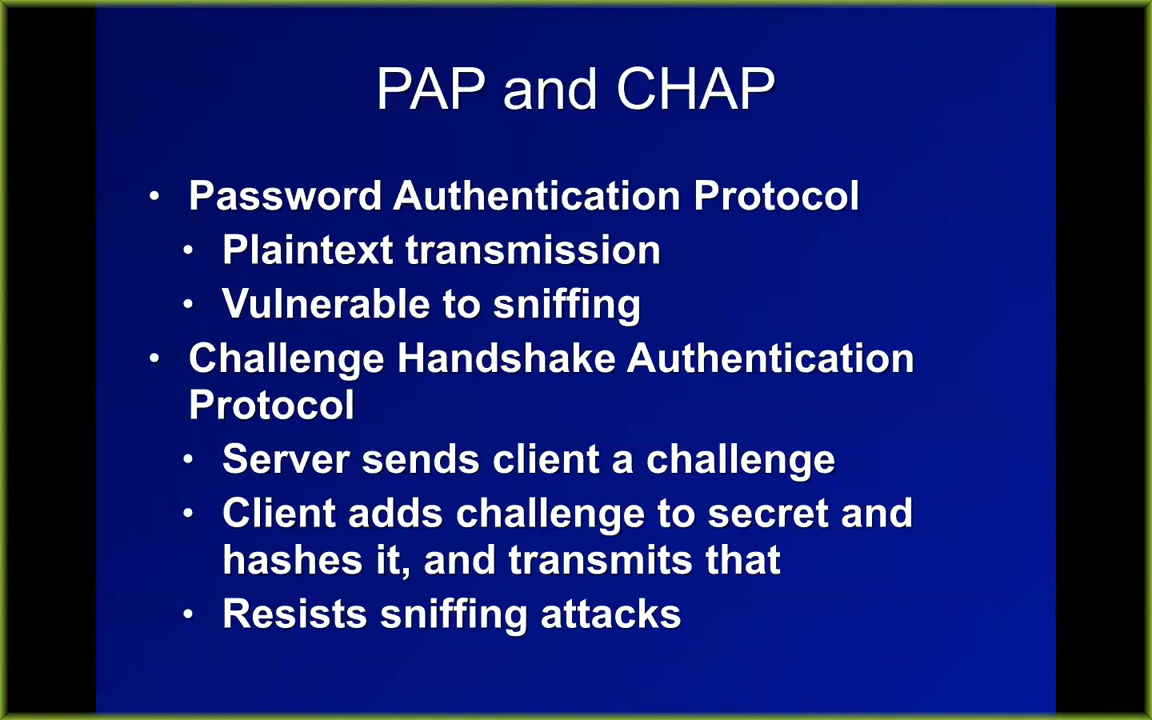 PAP and CHAP
• Password Authentication Protocol
• Plaintext transmission
• Vulnerable to sniffing
• Challenge Handshake Authentication
Protocol
• Server sends client a challenge
• Client adds challenge to secret and
hashes it, and transmits that
• Resists sniffing attacks